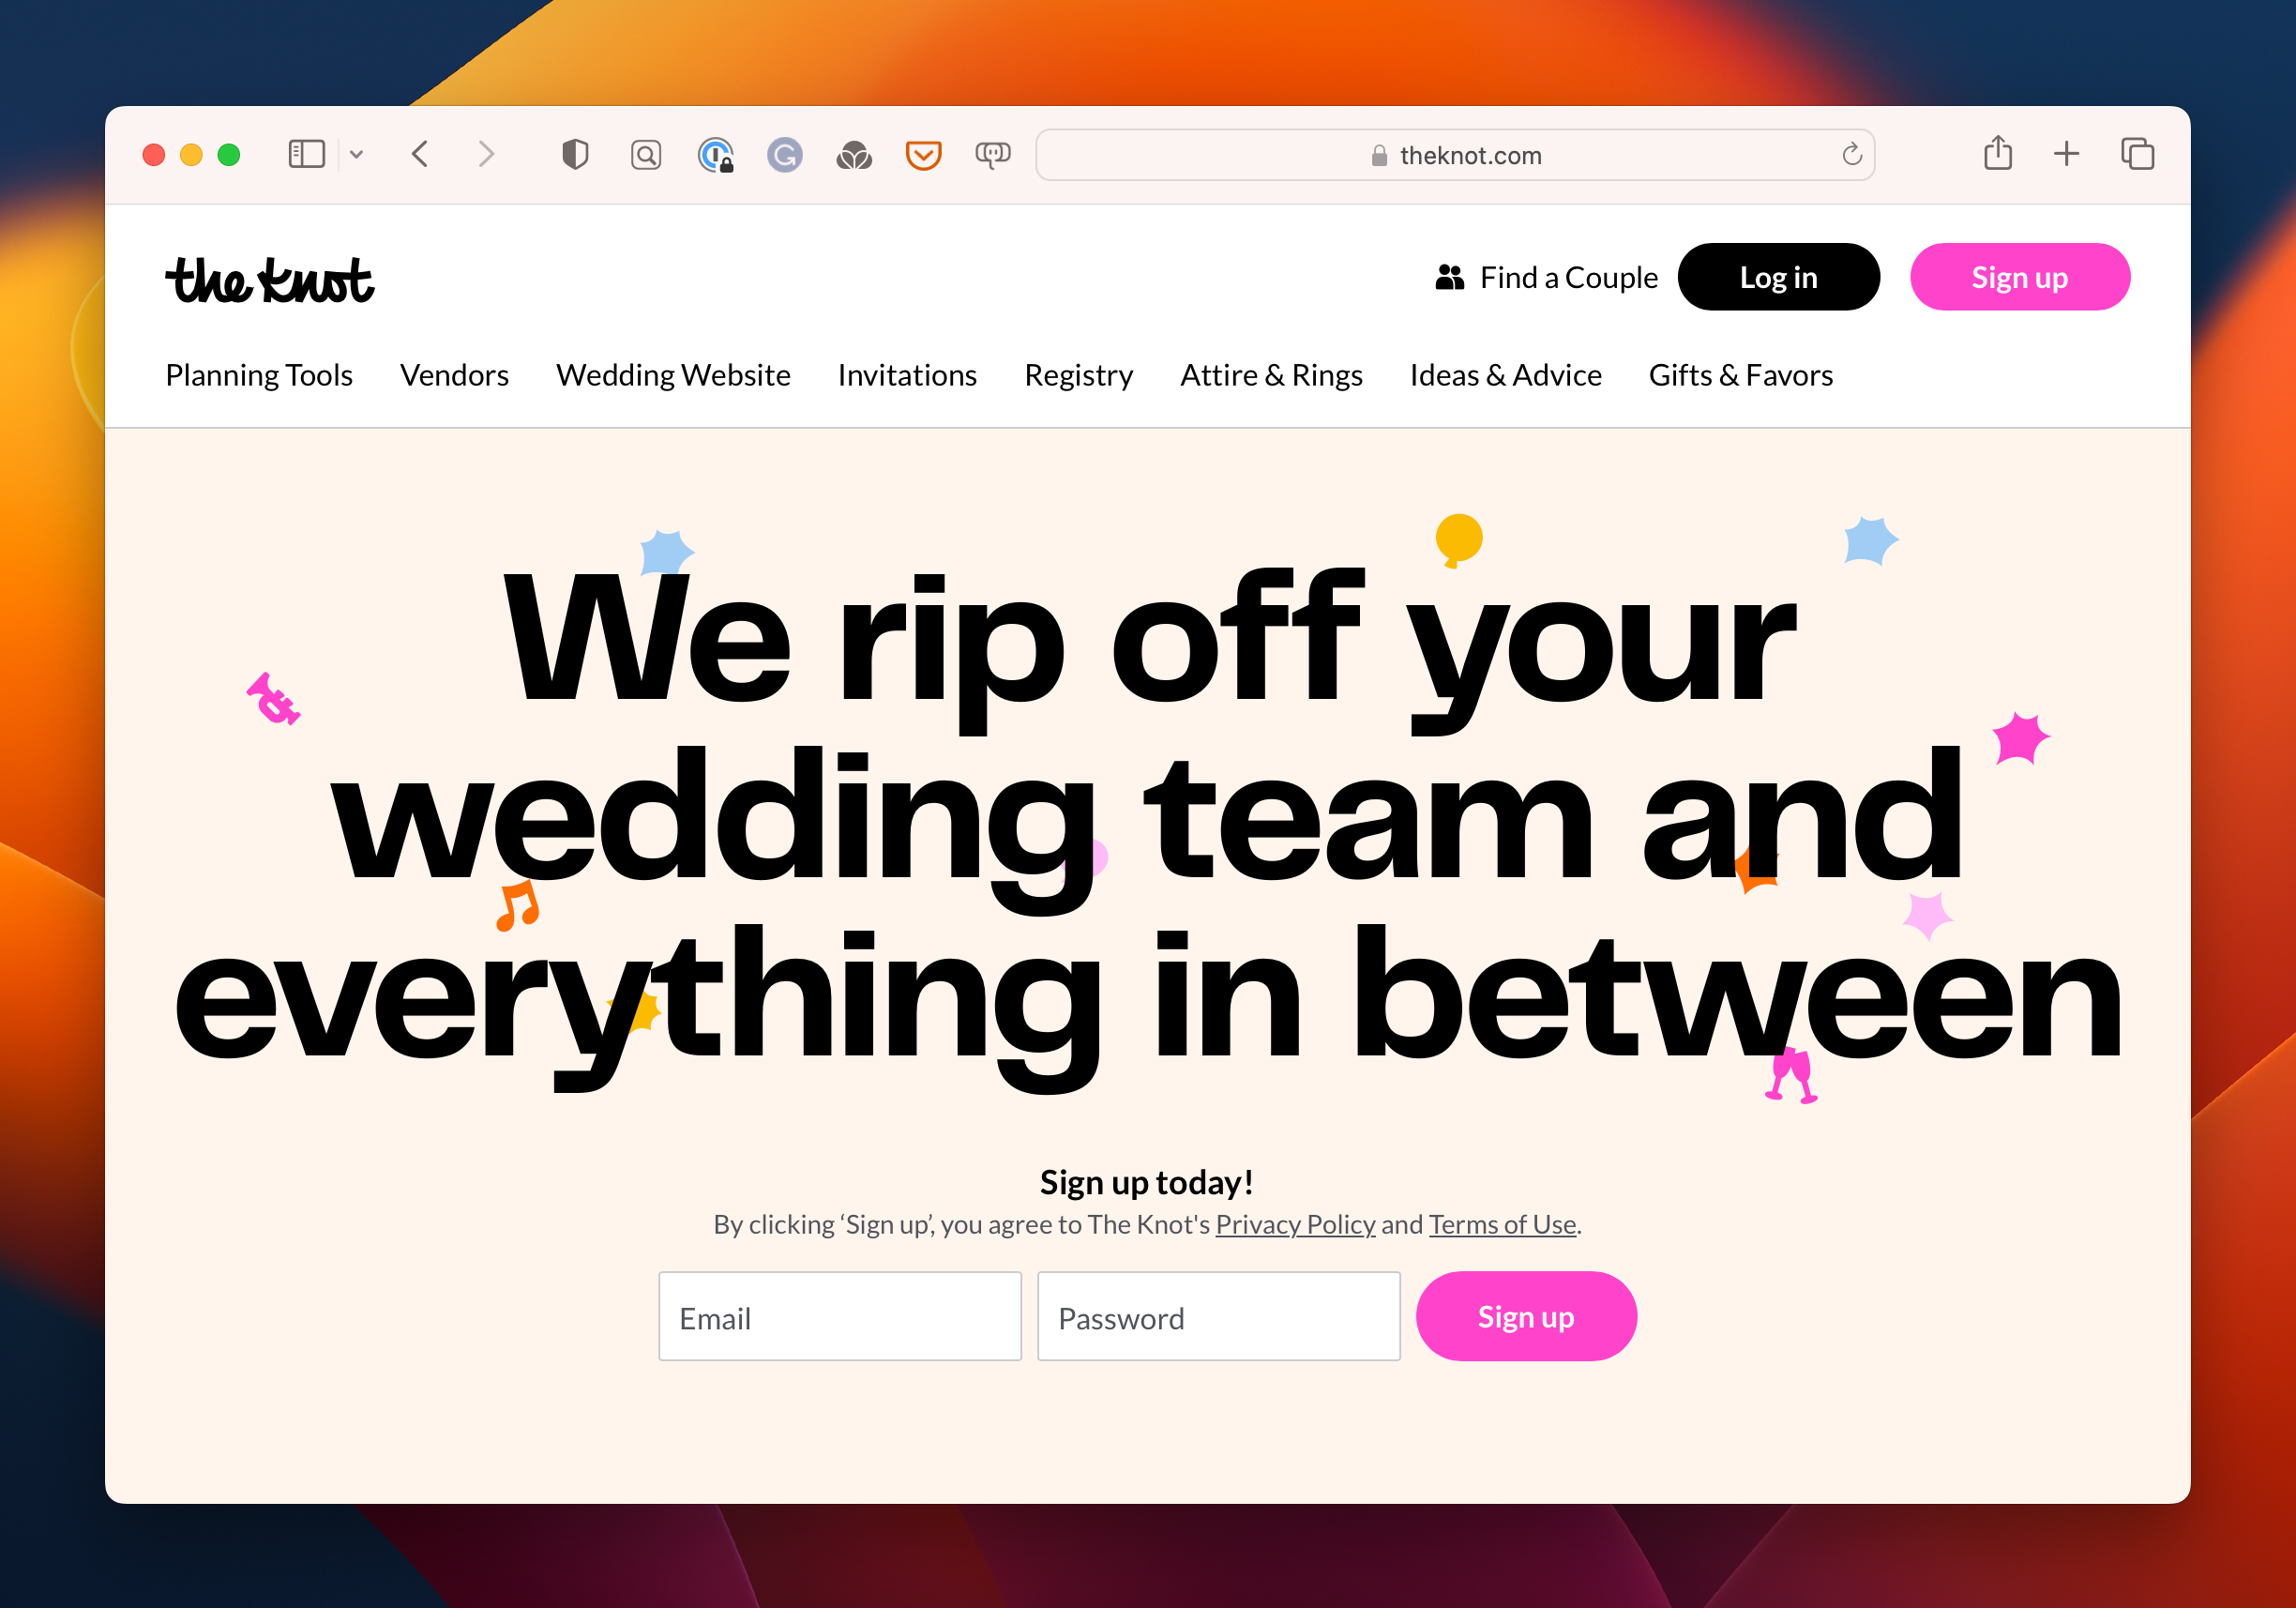 theknot.com
the knot
Find a Couple
Log in
Sign up
Planning Tools Vendors Wedding Website Invitations Registry Attire & Rings Ideas & Advice Gifts & Favors
We rip off your
wedding team and
everything in between
Sign up today!
By clicking ‘Sign up’, you agree to The Knot's Privacy Policy and Terms of Use.
Email
Password
Sign up